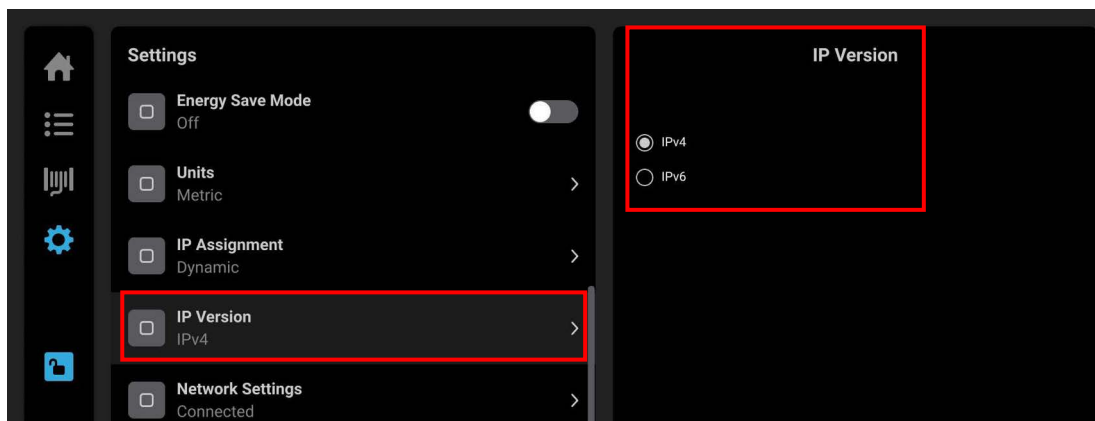 Settings
Energy Save Mode
Off
Units
Metric
IP Assignment
Dynamic
IP Version
IPv4
Network Settings
Connected
IP Version
IPv4
IPv6